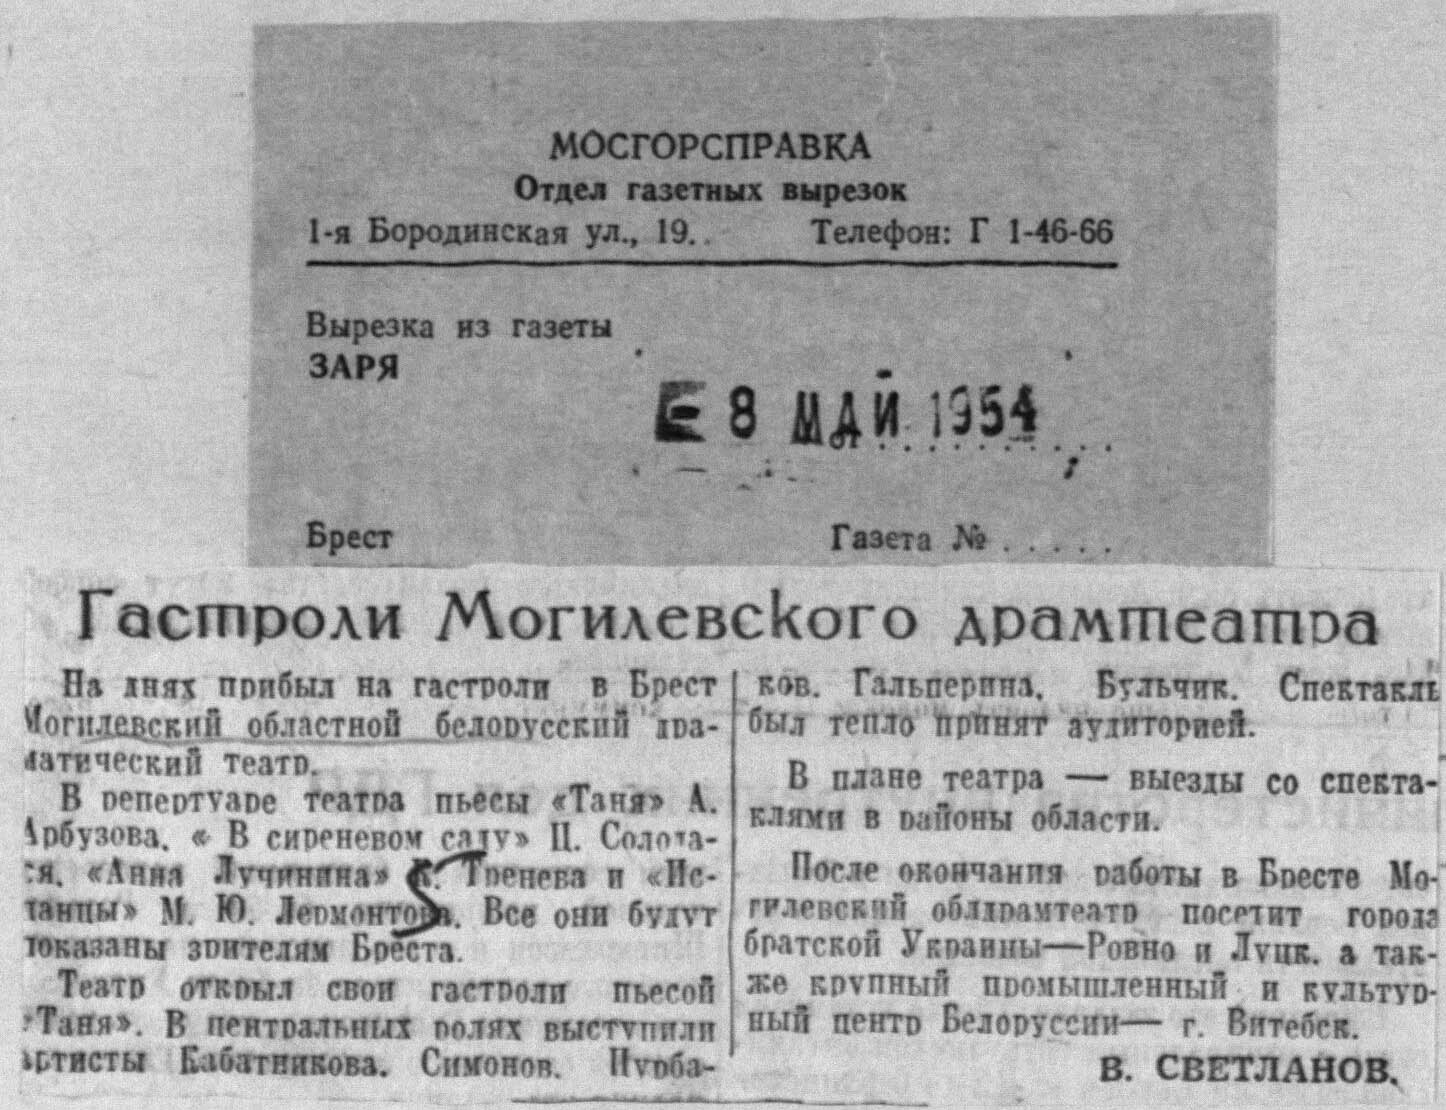 МОСГОРСПРАВКА
Отдел газетных вырезок
1-я Бородинская ул., 19.. Телефон: Г 1-46-66
Вырезка из газеты
ЗАРЯ
- 8 МАЙ 1954
от . . . . . . . . . .
Брест Газета № . . . . .
Гастроли Могилевского драмтеатра
На днях прибыл на гастроли в Брест
Могилевский областной белорусский дра-
матический театр.
В репертуаре театра пьесы «Таня» А.
Арбузова, « В сиреневом саду» Ц. Солода-
ся, «Анна Лучинина» К. Тренева и «Ис-
панцы» М. Ю. Лермонтова. Все они будут
показаны зрителям Бреста.
Театр открыл свои гастроли пьесой
«Таня». В центральных ролях выступили
артисты Кабатникова, Симонов, Цурба-
ков, Гальперина, Бульчик. Спектакль
был тепло принят аудиторией.
В плане театра — выезды со спекта-
клями в районы области.
После окончания работы в Бресте Мо-
гилевский облдрамтеатр посетит города
братской Украины—Ровно и Луцк, а так-
же крупный промышленный и культур-
ный центр Белоруссии— г. Витебск.
В. СВЕТЛАНОВ.